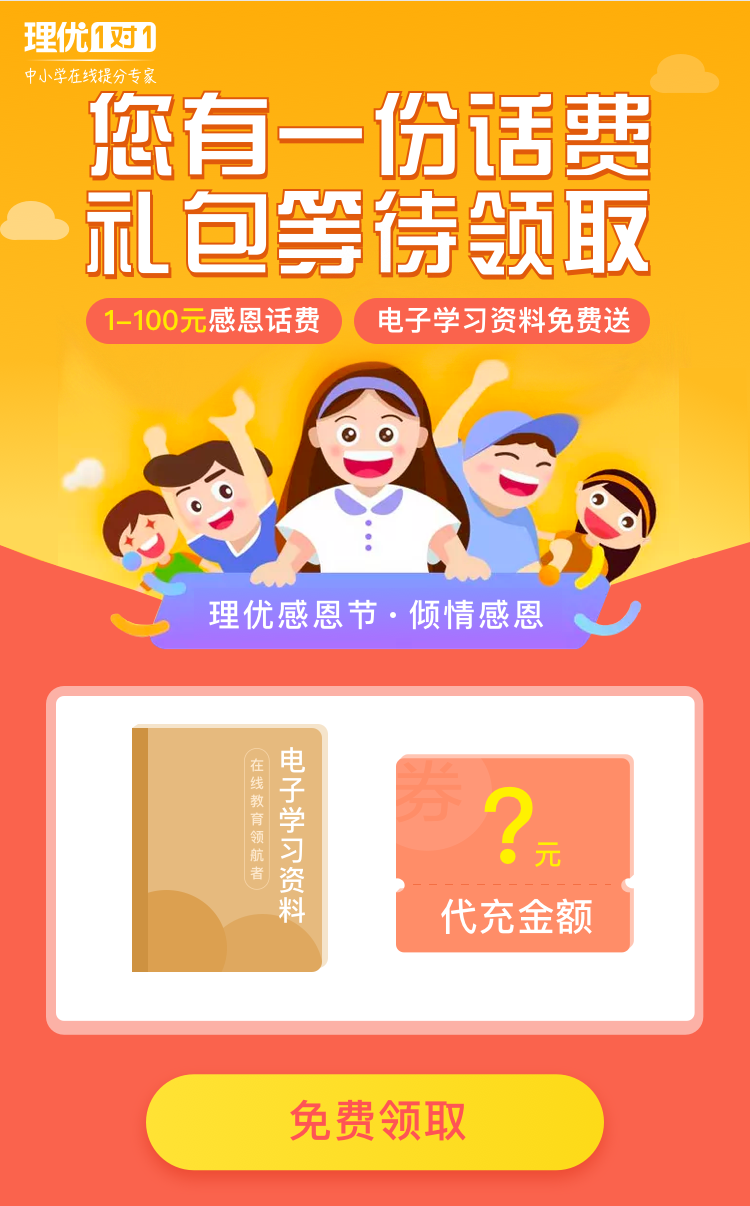 理优1对1
中小学在线提分专家
您有一份话费
礼包等待领取
1-100元感恩话费
电子学习资料免费送
理优感恩节·倾情感恩
电子学习资料
在线教育领航者
券
?元
代充金额
免费领取